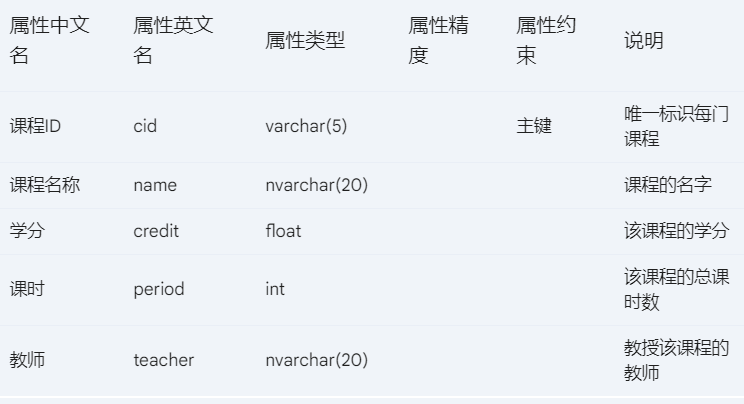 属性中文名 属性英文名 属性类型 属性精度 属性约束 说明
课程ID cid varchar(5) 主键 唯一标识每门课程
课程名称 name nvarchar(20) 课程的名字
学分 credit float 该课程的学分
课时 period int 该课程的总课时数
教师 teacher nvarchar(20) 教授该课程的教师